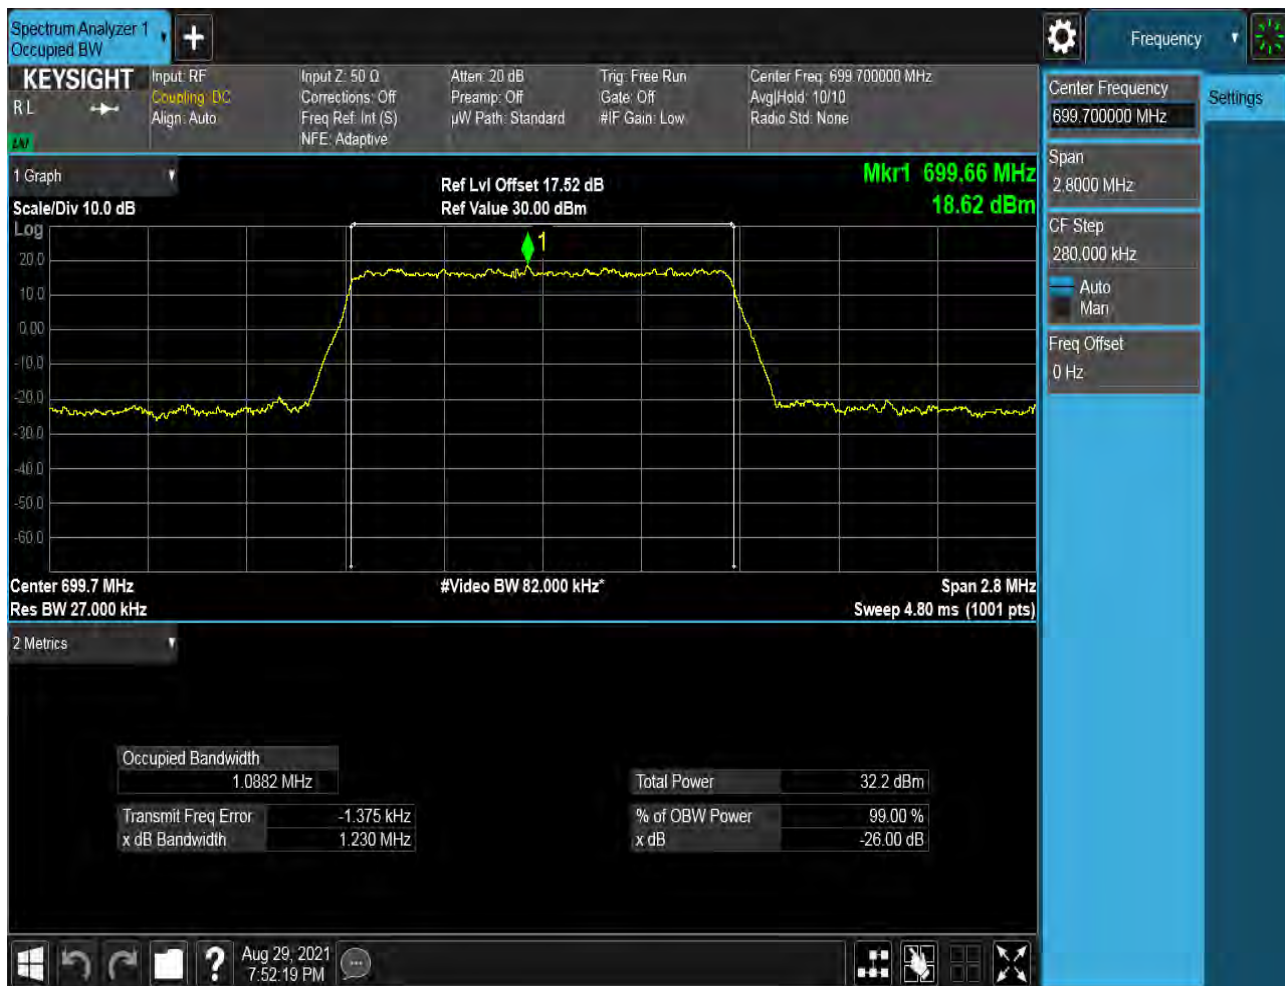 Spectrum Analyzer 1
Occupied BW
Frequency
KEYSIGHT
R L
LNI
Input: RF
Coupling: DC
Align: Auto
Input Z: 50 Ω
Corrections: Off
Freq Ref: Int (S)
NFE: Adaptive
Atten: 20 dB
Preamp: Off
µW Path: Standard
Trig: Free Run
Gate: Off
#IF Gain: Low
Center Freq: 699.700000 MHz
Avg|Hold: 10/10
Radio Std: None
Center Frequency
699.700000 MHz
Settings
Span
2.8000 MHz
CF Step
280.000 kHz
Auto
Man
Freq Offset
0 Hz
1 Graph
Scale/Div 10.0 dB
Ref Lvl Offset 17.52 dB
Ref Value 30.00 dBm
Mkr1 699.66 MHz
18.62 dBm
Log
1
20.0
10.0
0.00
-10.0
-20.0
-30.0
-40.0
-50.0
-60.0
Center 699.7 MHz
#Video BW 82.000 kHz*
Span 2.8 MHz
Res BW 27.000 kHz
Sweep 4.80 ms (1001 pts)
2 Metrics
Occupied Bandwidth
1.0882 MHz
Total Power 32.2 dBm
Transmit Freq Error -1.375 kHz
% of OBW Power 99.00 %
x dB Bandwidth 1.230 MHz
x dB -26.00 dB
?
Aug 29, 2021
7:52:19 PM